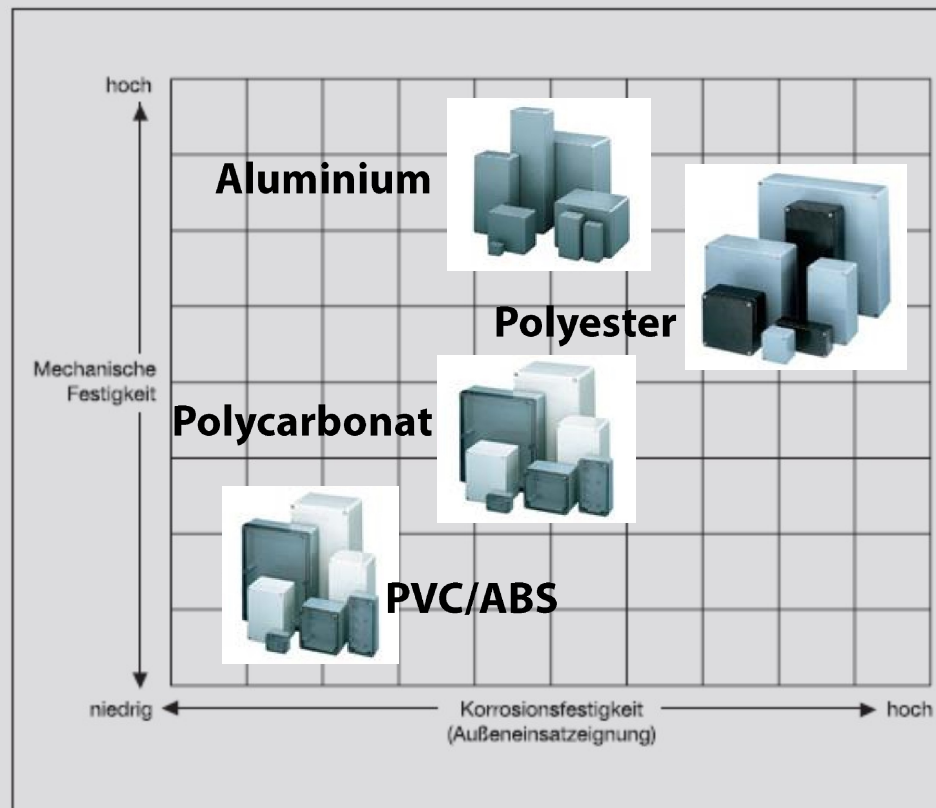 hoch
Aluminium
Polyester
Mechanische
Festigkeit
Polycarbonat
PVC/ABS
niedrig
Korrosionsfestigkeit
hoch
(Außeneinsatzeignung)